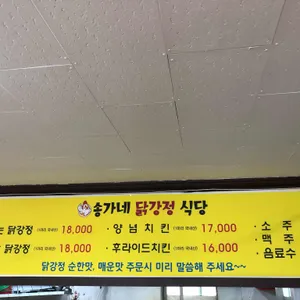 송가네 닭강정 식당
는 닭강정 18,000 · 양념치킨 17,000 · 소 주
닭강정 18,000 · 후라이드치킨 16,000 · 맥 주
음료수
닭강정 순한맛, 매운맛 주문시 미리 말씀해 주세요~~